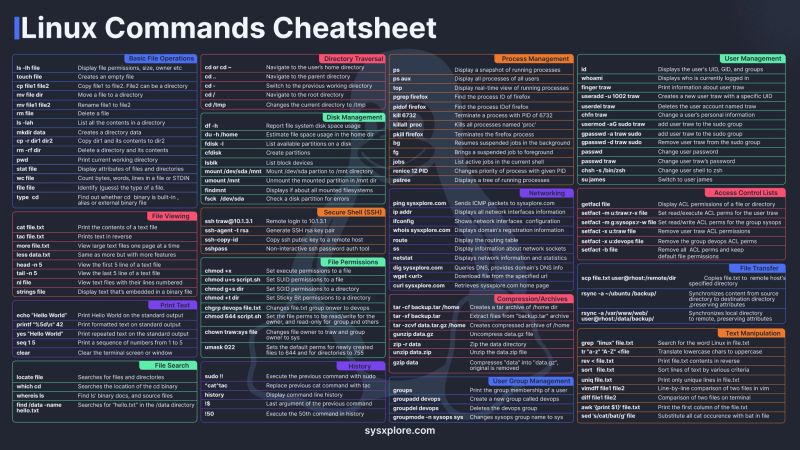 Linux Commands Cheatsheet
Basic File Operations
ls -lh file Display file permissions, size, owner etc
touch file Creates an empty file
cp file1 file2 Copy file1 to file2. File2 can be a directory
mv file dir Move a file to a directory
mv file1 file2 Rename file1 to file2
rm file Delete a file
ls -lah List all the contents in a directory
mkdir data Creates a directory data
cp -r dir1 dir2 Copy dir1 and its contents to dir2
rm -rf dir Delete a directory and its contents
pwd Print current working directory
stat file Display attributes of files and directories
wc file Count bytes, words, lines in a file or STDIN
file file Identify (guess) the type of a file.
type cd Find out whether cd binary is built-in ,
alias or external binary file
File Viewing
cat file.txt Print the contents of a text file
tac file.txt Prints text in reverse
more file.txt View large text files one page at a time
less data.txt Same as more but with more features
head -n 5 View the first 5 line of a text file
tail -n 5 View the last 5 line of a text file
nl file View text files with their lines numbered
strings file Display text that's embedded in a binary file
Print Text
echo "Hello World" Print Hello World on the standard output
printf "%5d\n" 42 Print formatted text on standard output
yes "Hello World" Print repeated text on the standard output
seq 1 5 Print a sequence of numbers from 1 to 5
clear Clear the terminal screen or window
File Search
locate file Searches for files and directories
which cd Searches the location of the cd binary
whereis ls Find ls' binary docs, and source files
find /data -name hello.txt Searches for "hello.txt" in the /data directory
Directory Traversal
cd or cd ~ Navigate to the user's home directory
cd .. Navigate to the parent directory
cd - Switch to the previous working directory
cd / Navigate to the root directory
cd /tmp Changes the current directory to /tmp
Disk Management
df -h Report file system disk space usage
du -h /home Estimate file space usage in the home dir
fdisk -l List available partitions on a disk
cfdisk Create partitions
lsblk List block devices
mount /dev/sda /mnt Mount /dev/sda partion to /mnt directory
umount /mnt Unmount the mounted partition in /mnt dir
findmnt Displays if about all mounted filesystems
fsck /dev/sda Check a disk partition for errors
Secure Shell (SSH)
ssh traw@10.1.3.1 Remote login to 10.1.3.1
ssh-agent -t rsa Generate SSH rsa-key pair
ssh-copy-id Copy ssh public key to a remote host
sshpass Non-interactive ssh password auth tool
File Permissions
chmod +x Set execute permissions to a file
chmod u+s script.sh Set SUID permissions to a file
chmod g+s dir Set SGID permissions to a directory
chmod +t dir Set Sticky Bit permissions to a directory
chgrp devops file.txt Changes file.txt group onwer to devops
chmod 644 script.sh Set the file perms to read/write for the
owner, and read-only for group and others
chown traw:sys file Changes file owner to traw and group
owner to sys
umask 022 Sets the default perms for newly created
files to 644 and for directories to 755
History
sudo !! Execute the previous command with sudo
^cat^tac Replace previous cat command with tac
history Display command line history
!$ Last argument of the previous command
!50 Execute the 50th command in history
Process Management
ps Display a snapshot of running processes
ps aux Display all processes of all users
top Display real-time view of running processes
pgrep firefox Find the process ID of firefox
pidof firefox Find the process IDof firefox
kill 6732 Terminate a process with PID of 6732
killall proc Kills all processes named 'proc'
pkill firefox Terminates the firefox process
bg Resumes suspended jobs in the background
fg Brings a suspended job to foreground
jobs List active jobs in the current shell
renice 12 PID Changes priority of process with given PID
pstree Displays a tree of running processes
Networking
ping sysxplore.com Sends ICMP packets to sysxplore.com
ip addr Displays all network interfaces information
ifconfig Shows network interfaces configuration
whois sysxplore.com Displays domain's registration information
route Display the routing table
ss Display information about network sockets
netstat Displays network information and statistics
dig sysxplore.com Queries DNS, provides domain's DNS info
wget <url> Download file from the specified url
curl sysxplore.com Retrieves sysxplore.com home page
Compression/Archives
tar -cf backup.tar /home Creates a tar archive of /home dir
tar -xf backup.tar Extract files from "backup.tar" archive
tar -zcvf data.tar.gz /home Creates compressed archive of /home
gunzip data.gz Uncompress data.gz file
zip -r data Zip the data directory
unzip data.zip Unzip the data.zip file
gzip data Compresses "data" into "data.gz",
original is removed
User Group Management
groups Print the group membership of a user
groupadd devops Create a new group called devops
groupdel devops Deletes the devops group
groupmode -n sysops sys Changes sysops group name to sys
User Management
id Displays the user's UID, GID, and groups
whoami Displays who is currently logged in
finger traw Print information about user traw
useradd -u 1002 traw Creates a new user traw with a specific UID
userdel traw Deletes the user account named traw
chfn traw Change a user's personal information
usermod -aG sudo traw add user traw to the sudo group
gpasswd -a traw sudo add user traw to the sudo group
gpasswd -d traw sudo Remove user traw from the sudo group
passwd Change user password
passwd traw Change user traw's password
chsh -s /bin/zsh Change user shell to zsh
su james Switch to user james
Access Control Lists
getfacl file Display ACL permissions of a file or directory
setfacl -m u:traw:r-x file Set read/execute ACL perms for the user traw
setfacl -m g:sysops:r-w file Set read/write ACL perms for the group sysops
setfacl -x u:traw file Remove user traw ACL permissions
setfacl -x u:devops file Remove the group devops ACL perms
setfacl -b file Remove all ACL perms and keep
default file permissions
File Transfer
scp file.txt user@rhost:/remote/dir Copies file.txt to remote host's
specified directory
rsync -a ~/ubuntu /backup/ Synchronizes content from source
directory to destination directory
, preserving attributes
rsync -a /var/www/web/ user@rhost:/data/backup/ Synchronizes local directory
to remote, preserving attributes
Text Manipulation
grep "linux" file.txt Search for the word Linux in file.txt.
tr "a-z" "A-Z" <file Translate lowercase chars to uppercase
rev < file.txt Print file.txt contents in reverse
sort file.txt Sort lines of text by various criteria
uniq file.txt Print only unique lines in file.txt
vimdiff file1 file2 Line-by-line comparison of two files in vim
diff file1 file2 Comparison of two files on terminal
awk '{print $1}' file.txt Print the first column of the file.txt
sed 's/cat/bat/g' file Substitute all cat occurence with bat in file
sysxplore.com